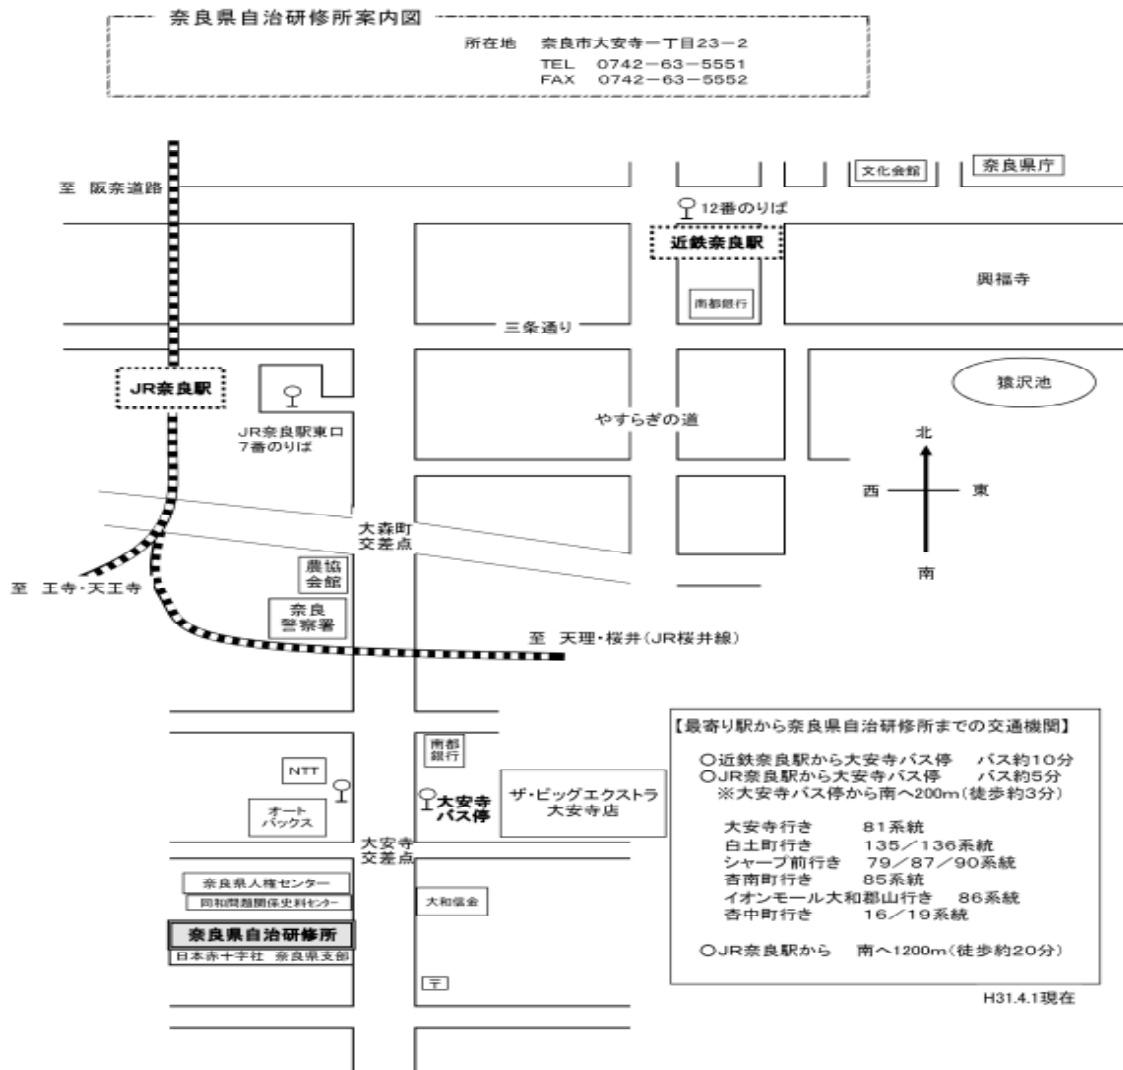 奈良県自治研修所案内図
所在地　奈良市大安寺一丁目23－2
TEL　0742－63－5551
FAX　0742－63－5552
至　阪奈道路
文化会館
奈良県庁
12番のりば
近鉄奈良駅
南都銀行
興福寺
三条通り
JR奈良駅
JR奈良駅東口
7番のりば
やすらぎの道
猿沢池
北
西
東
南
大森町
交差点
農協
会館
至　王寺・天王寺
奈良
警察署
至　天理・桜井（JR桜井線）
南都
銀行
NTT
オート
バックス
大安寺
バス停
ザ・ビッグエクストラ
大安寺店
大安寺
交差点
奈良県人権センター
同和問題関係史料センター
大和信金
奈良県自治研修所
日本赤十字社　奈良県支部
〒
【最寄り駅から奈良県自治研修所までの交通機関】
○近鉄奈良駅から大安寺バス停　バス約10分
○JR奈良駅から大安寺バス停　バス約5分
※大安寺バス停から南へ200m（徒歩約3分）
大安寺行き　81系統
白土町行き　135／136系統
シャープ前行き　79／87／90系統
杏南町行き　85系統
イオンモール大和郡山行き　86系統
杏中町行き　16／19系統
○JR奈良駅から　南へ1200m（徒歩約20分）
H31.4.1現在